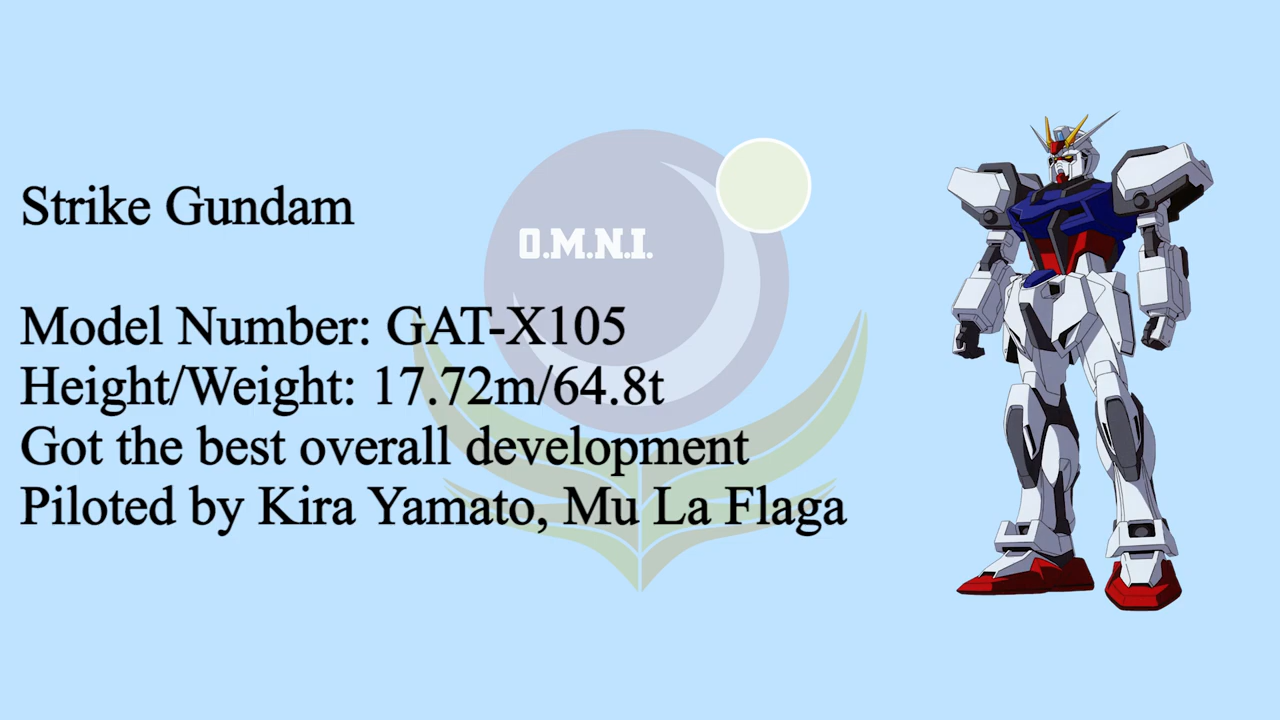 O.M.N.I.
Strike Gundam
Model Number: GAT-X105
Height/Weight: 17.72m/64.8t
Got the best overall development
Piloted by Kira Yamato, Mu La Flaga